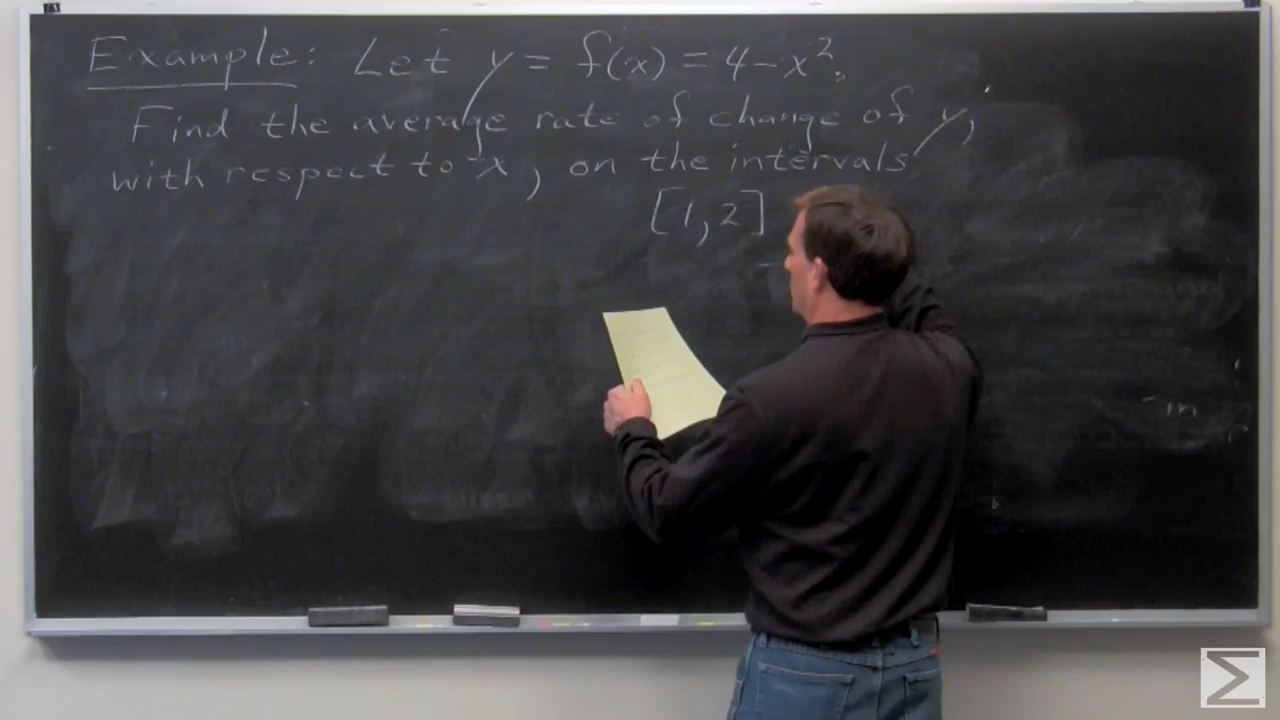 Example: Let y = f(x) = 4-x².
Find the average rate of change of y,
with respect to x, on the intervals
[1,2]